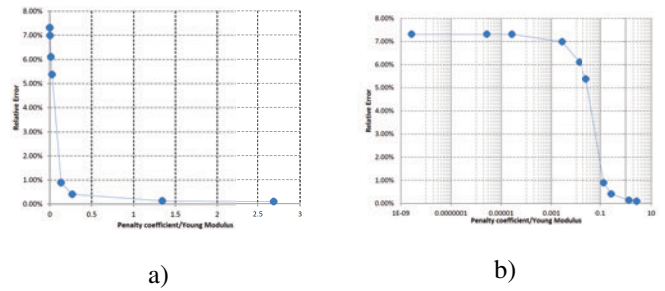 8.00%
7.00%
6.00%
5.00%
4.00%
3.00%
2.00%
1.00%
0.00%
Relative Error
0 0.5 1 1.5 2 2.5 3
Penalty coefficient/Young Modulus
a)
8.00%
7.00%
6.00%
5.00%
4.00%
3.00%
2.00%
1.00%
0.00%
Relative Error
1E-09 0.0000001 0.00001 0.001 0.1 10
Penalty coefficient/Young Modulus
b)